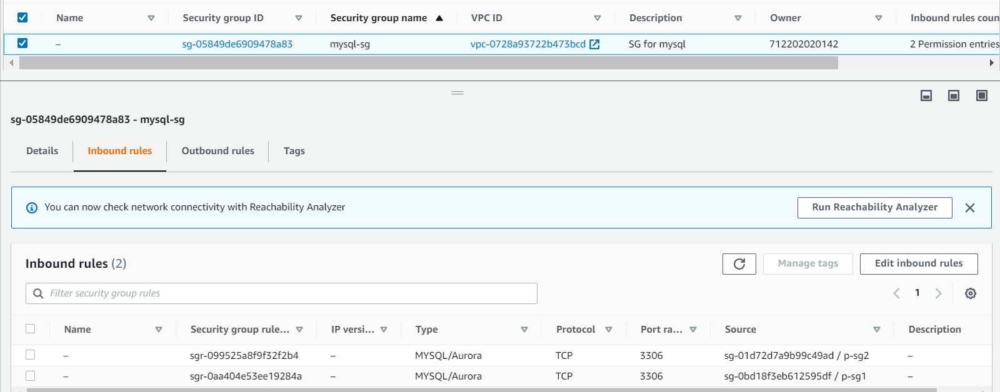 Name Security group ID Security group name VPC ID Description Owner Inbound rules coun
– sg-05849de6909478a83 mysql-sg vpc-0728a93722b473bcd SG for mysql 712202020142 2 Permission entries
sg-05849de6909478a83 - mysql-sg
Details Inbound rules Outbound rules Tags
You can now check network connectivity with Reachability Analyzer Run Reachability Analyzer
Inbound rules (2) Manage tags Edit inbound rules
Filter security group rules 1
Name Security group rule... IP versi... Type Protocol Port ra... Source Description
– sgr-099525a8f9f32f2b4 – MYSQL/Aurora TCP 3306 sg-01d72d7a9b99c49ad / p-sg2 –
– sgr-0aa404e53ee19284a – MYSQL/Aurora TCP 3306 sg-0bd18f3eb612595df / p-sg1 –